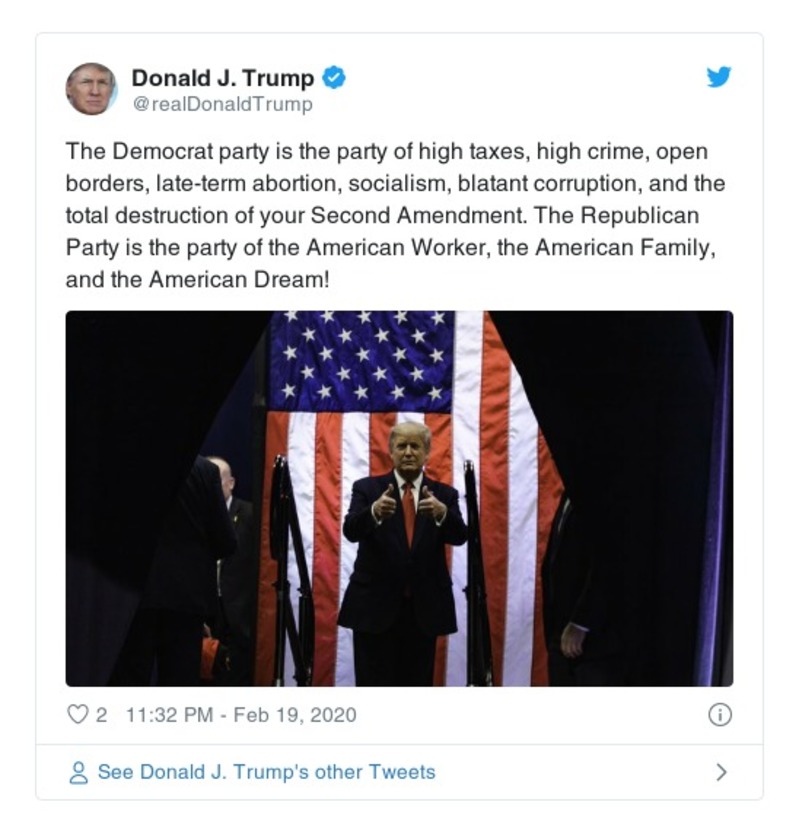 Donald J. Trump
@realDonaldTrump
The Democrat party is the party of high taxes, high crime, open
borders, late-term abortion, socialism, blatant corruption, and the
total destruction of your Second Amendment. The Republican
Party is the party of the American Worker, the American Family,
and the American Dream!
2 11:32 PM - Feb 19, 2020
See Donald J. Trump's other Tweets